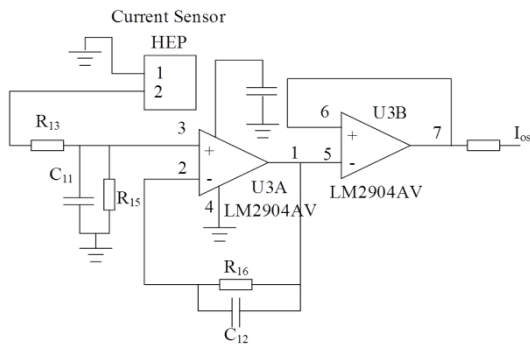 Current Sensor
HEP
1
2
R13
C11
R15
3
+
2
-
4
1
U3A
LM2904AV
R16
C12
6
+
5
-
U3B
7
LM2904AV
Ios